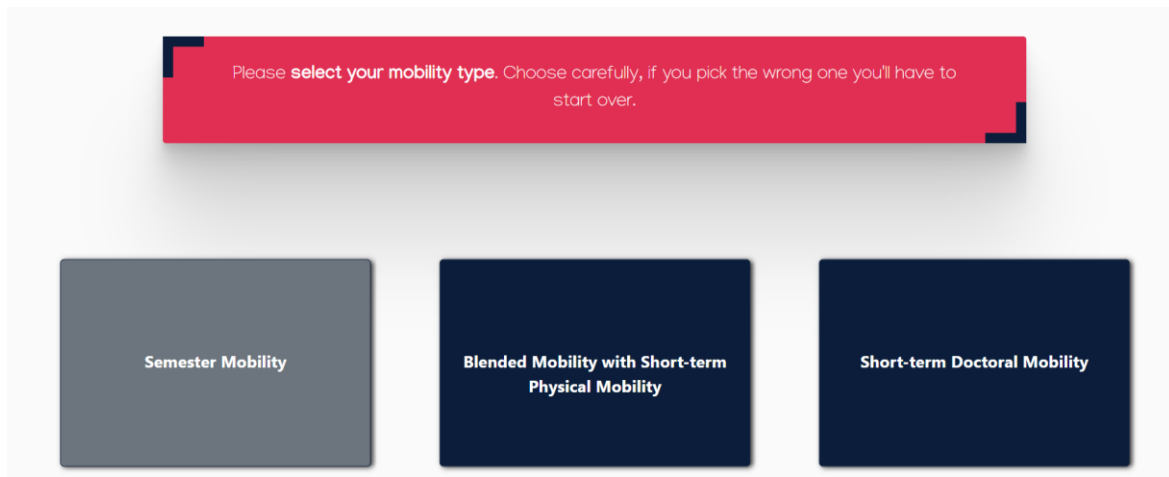 Please select your mobility type. Choose carefully, if you pick the wrong one you'll have to
start over.
Semester Mobility
Blended Mobility with Short-term
Physical Mobility
Short-term Doctoral Mobility